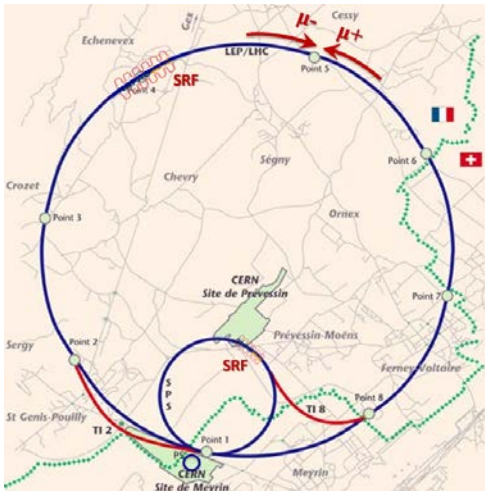 Cessy
Gex
μ-
μ+
Echenevex
LEP/LHC
Point 5
SRF
Point 4
Point 6
Ségny
Chevry
Crozet
Ornex
Point 3
CERN
Site de Prévessin
Point 7
Sergy
Point 2
Prévessin-Moëns
SRF
Ferney-Voltaire
SPS
St Genis-Pouilly
TI 8
Point 8
TI 2
Point 1
PS
CERN
Site de Meyrin
Meyrin